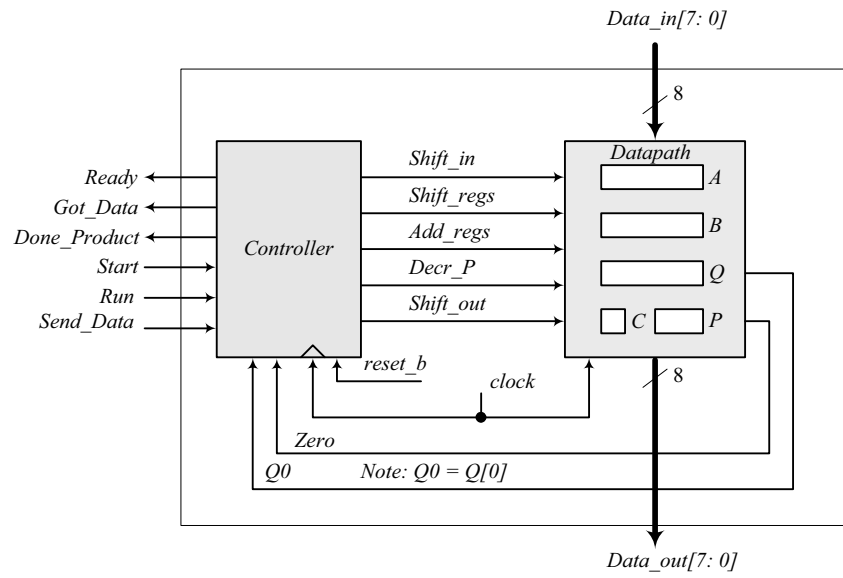 Data_in[7: 0]
8
Datapath
Ready
Got_Data
Done_Product
Start
Run
Send_Data
Controller
Shift_in
Shift_regs
Add_regs
Decr_P
Shift_out
A
B
Q
C
P
reset_b
clock
8
Zero
Q0
Note: Q0 = Q[0]
Data_out[7: 0]